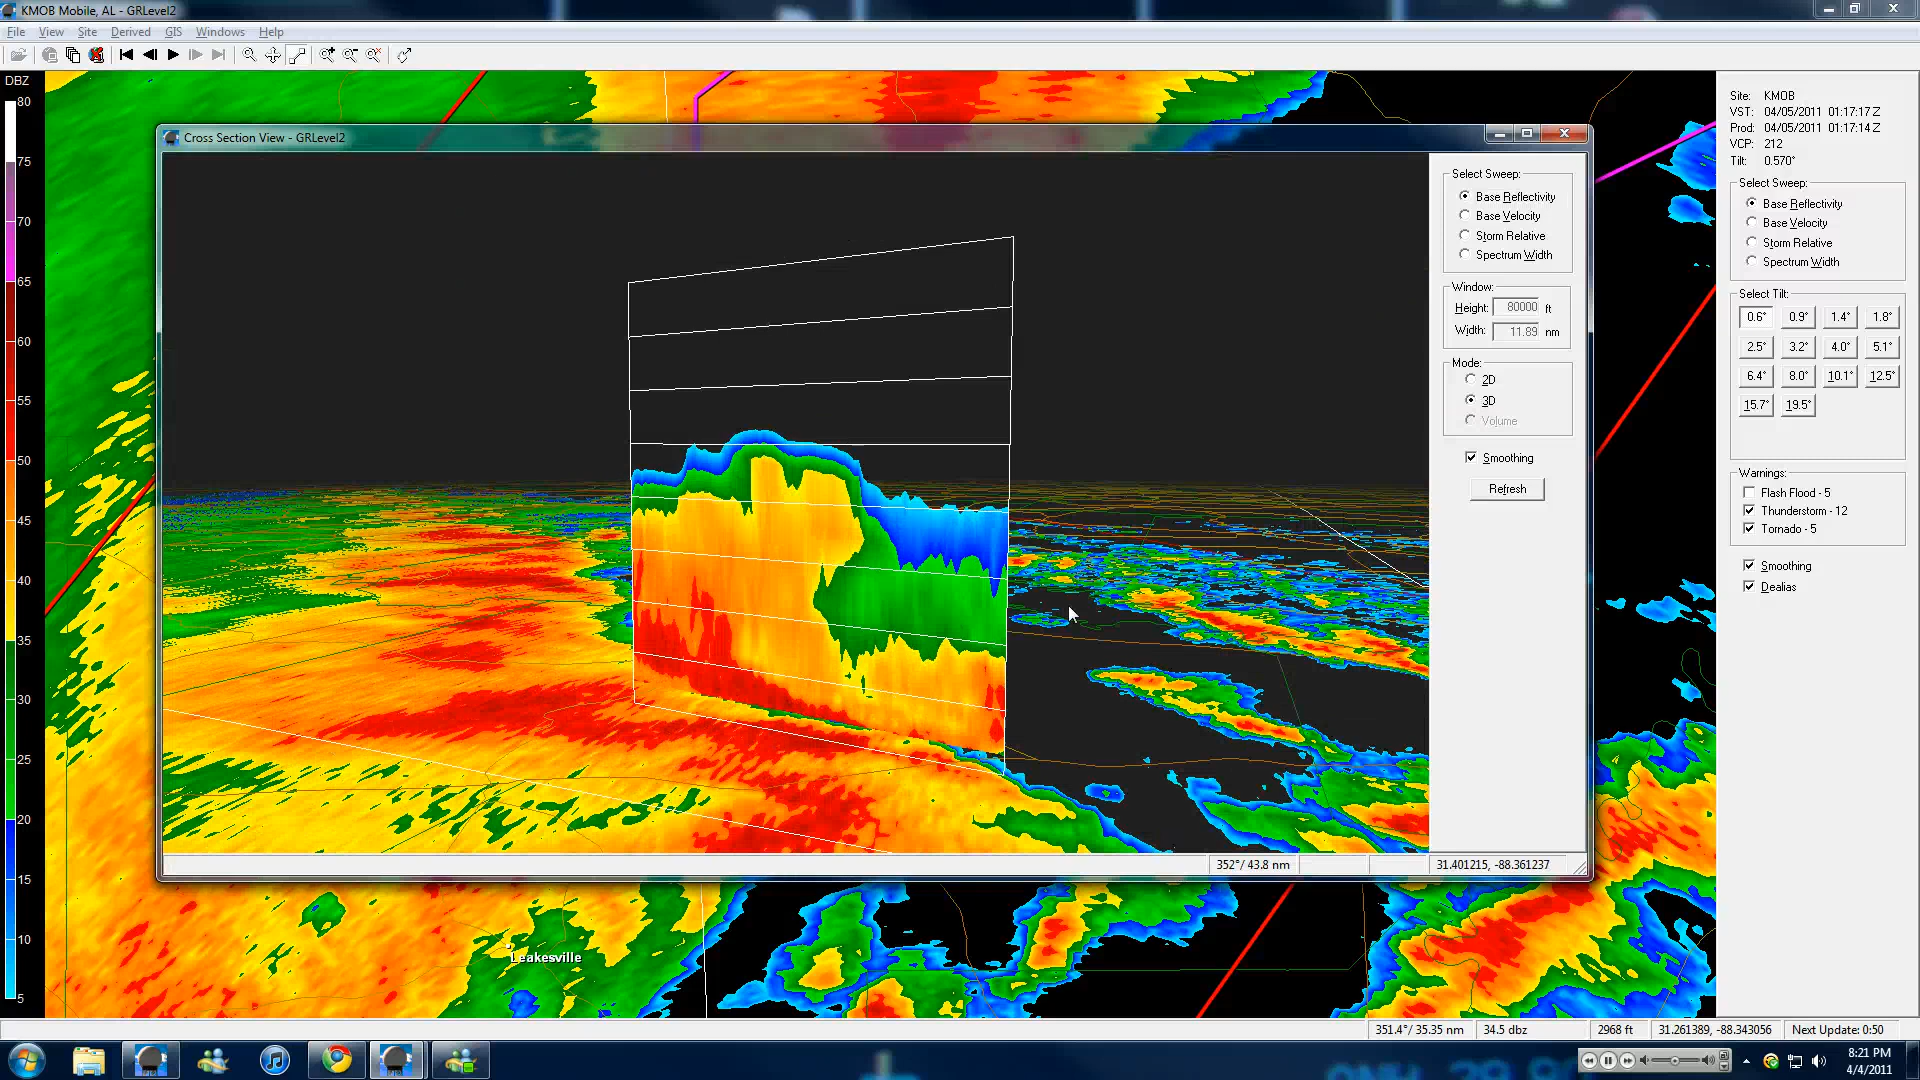 KMOB Mobile, AL - GRLevel2
File View Site Derived GIS Windows Help
DBZ
80
75
70
65
60
55
50
45
40
35
30
25
20
15
10
5
Cross Section View - GRLevel2
Select Sweep:
Base Reflectivity
Base Velocity
Storm Relative
Spectrum Width
Window:
Height: 80000 ft
Width: 11.89 nm
Mode:
2D
3D
Volume
Smoothing
Refresh
352°/ 43.8 nm
31.401215, -88.361237
Site: KMOB
VST: 04/05/2011 01:17:17 Z
Prod: 04/05/2011 01:17:14 Z
VCP: 212
Tilt: 0.570°
Select Sweep:
Base Reflectivity
Base Velocity
Storm Relative
Spectrum Width
Select Tilt:
0.6° 0.9° 1.4° 1.8°
2.5° 3.2° 4.0° 5.1°
6.4° 8.0° 10.1° 12.5°
15.7° 19.5°
Warnings:
Flash Flood - 5
Thunderstorm - 12
Tornado - 5
Smoothing
Dealias
Leakesville
351.4°/ 35.35 nm
34.5 dbz
2968 ft
31.261389, -88.343056
Next Update: 0:50
8:21 PM
4/4/2011